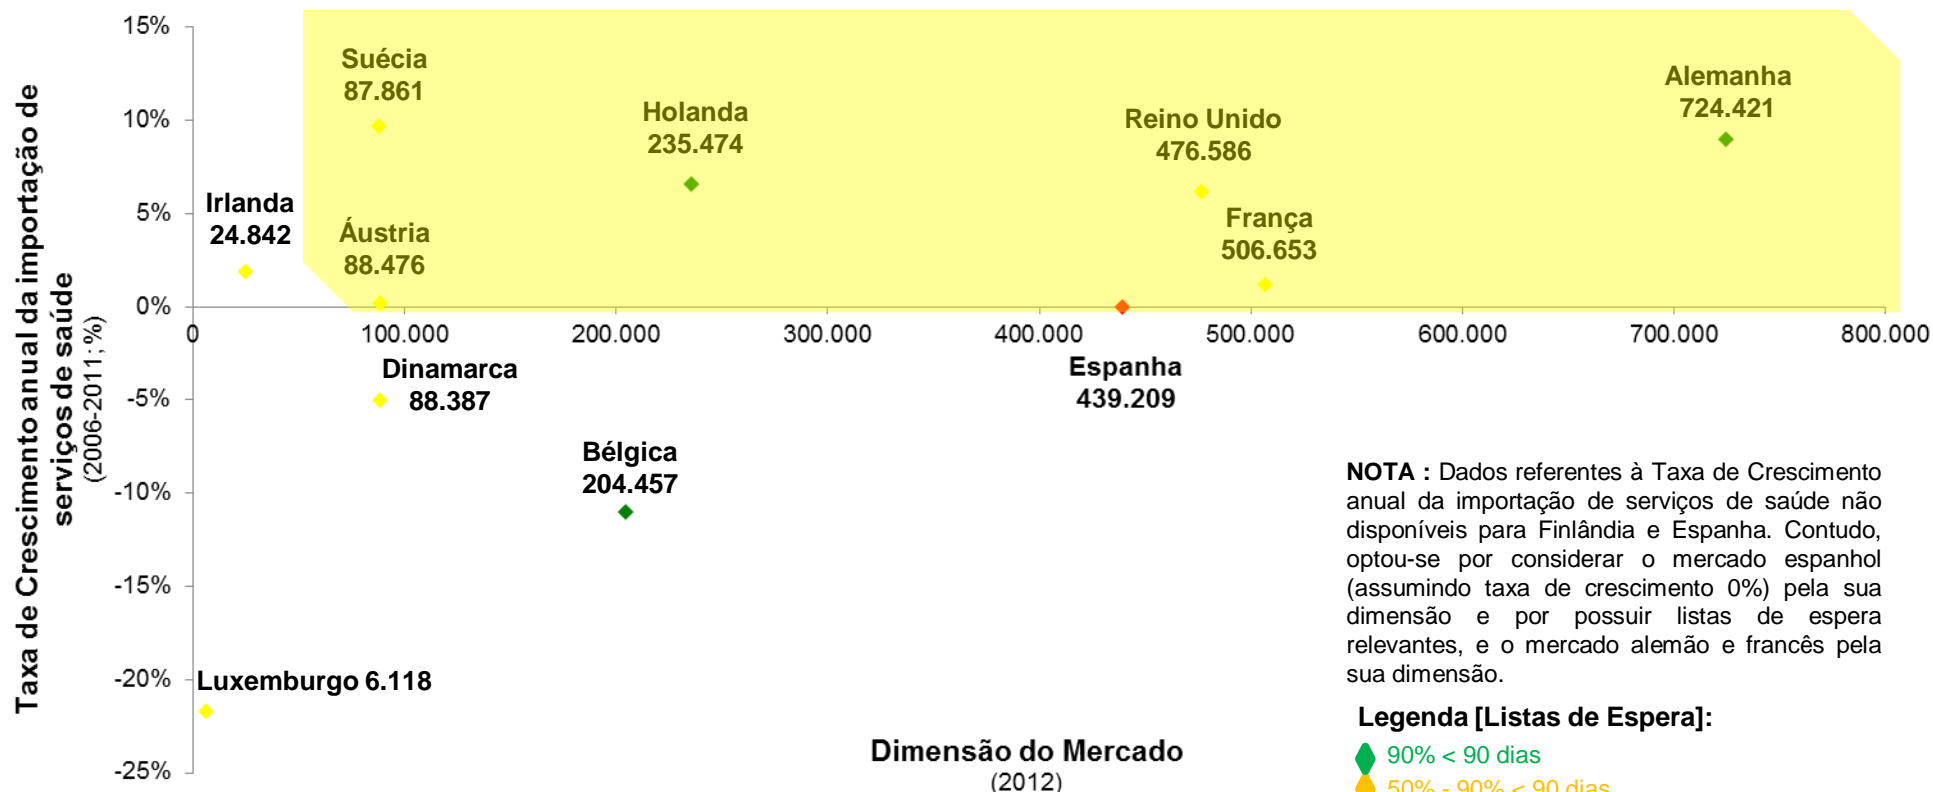 Taxa de Crescimento anual da importação de
serviços de saúde
(2006-2011; %)
15%
10%
5%
0%
-5%
-10%
-15%
-20%
-25%
Suécia
87.861
Holanda
235.474
Reino Unido
476.586
Alemanha
724.421
Irlanda
24.842
Áustria
88.476
França
506.653
0
100.000
200.000
300.000
400.000
500.000
600.000
700.000
800.000
Dinamarca
88.387
Espanha
439.209
Bélgica
204.457
Luxemburgo 6.118
Dimensão do Mercado
(2012)
NOTA : Dados referentes à Taxa de Crescimento
anual da importação de serviços de saúde não
disponíveis para Finlândia e Espanha. Contudo,
optou-se por considerar o mercado espanhol
(assumindo taxa de crescimento 0%) pela sua
dimensão e por possuir listas de espera
relevantes, e o mercado alemão e francês pela
sua dimensão.
Legenda [Listas de Espera]:
90% < 90 dias
50% - 90% < 90 dias